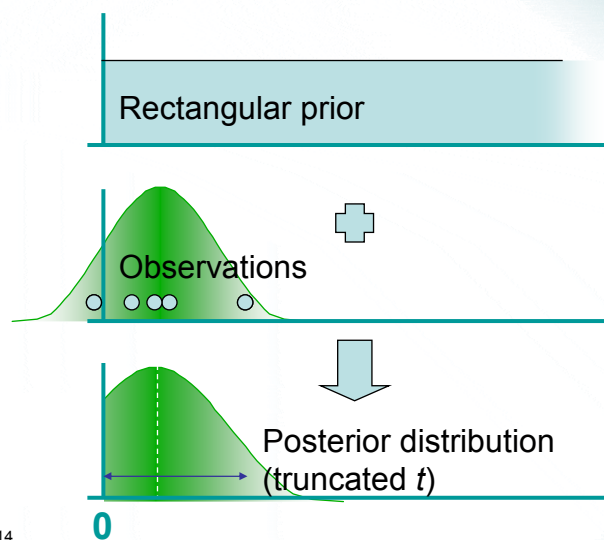 Rectangular prior
Observations
Posterior distribution
(truncated t)
0
14